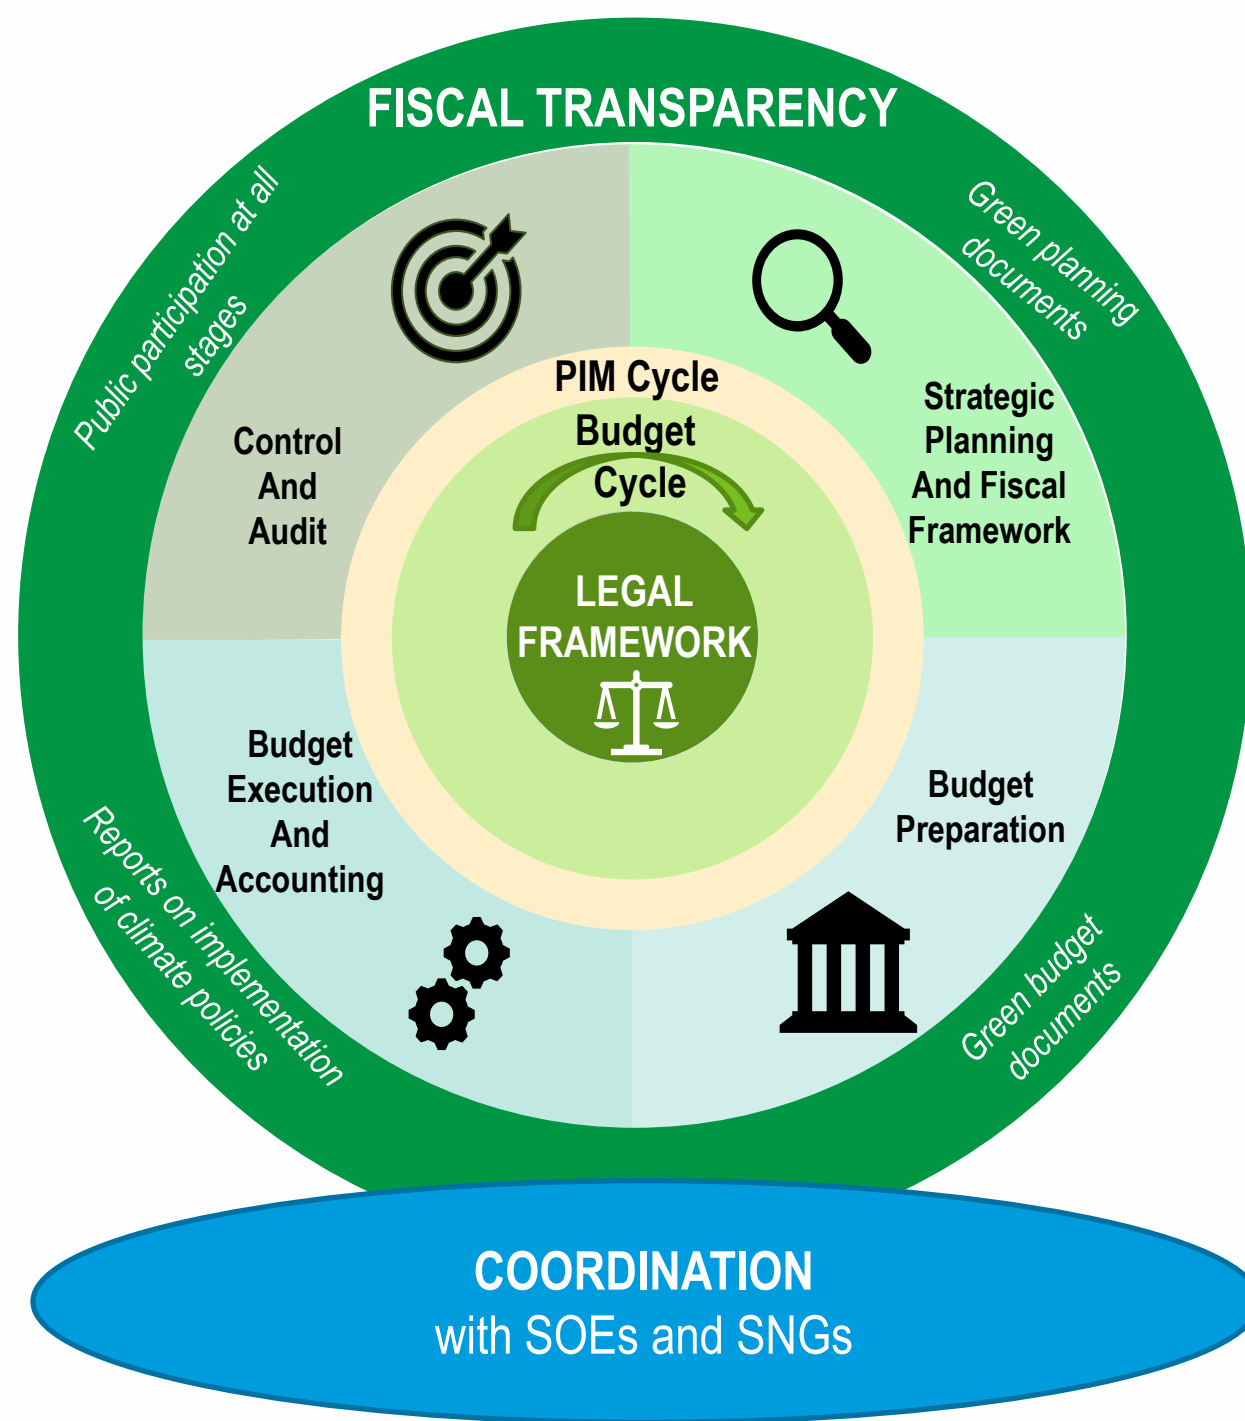 FISCAL TRANSPARENCY
Public participation at all
stages
Green planning
documents
PIM Cycle
Budget
Cycle
Strategic
Planning
And Fiscal
Framework
Control
And
Audit
LEGAL
FRAMEWORK
Budget
Execution
And
Accounting
Budget
Preparation
Reports on implementation
of climate policies
Green budget
documents
COORDINATION
with SOEs and SNGs